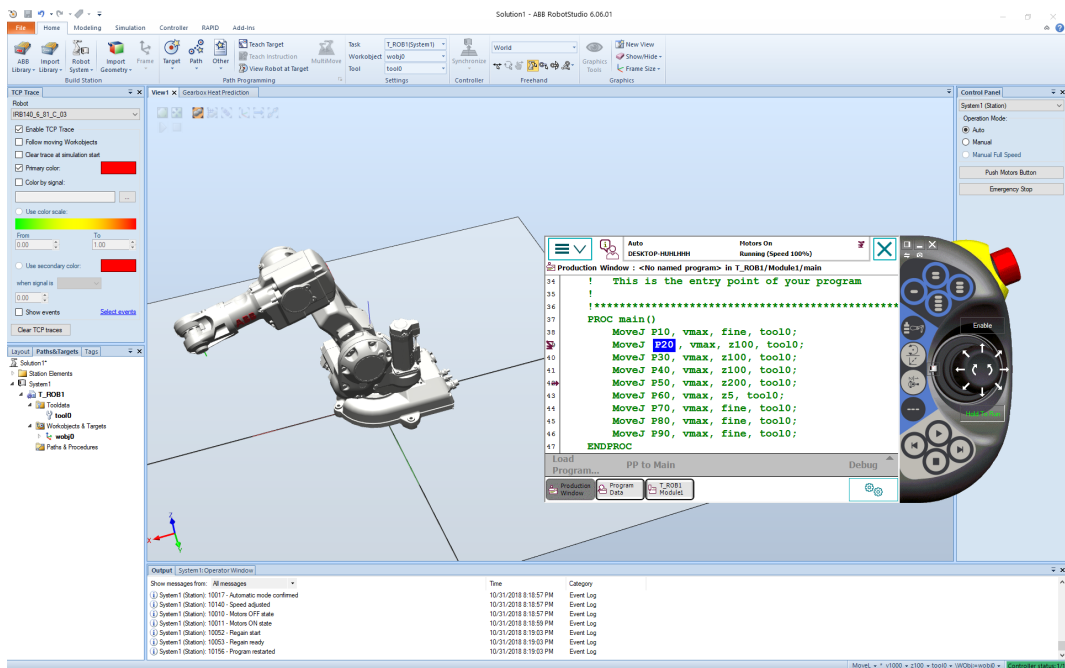 Solution1 - ABB RobotStudio 6.06.01
File Home Modeling Simulation Controller RAPID Add-Ins
ABB Library Import Library Robot System Import Geometry Frame
Build Station
Target Path Other
Teach Target
Teach Instruction
View Robot at Target
MultiMove
Path Programming
Task T_ROB1(System1)
Workobject wobj0
Tool tool0
Settings
Synchronize
Controller
World
Freehand
Graphics Tools
New View
Show/Hide
Frame Size
Graphics
TCP Trace
Robot
IRB140_6_81_C_03
Enable TCP Trace
Follow moving Workobjects
Clear trace at simulation start
Primary color:
Color by signal:
...
Use color scale:
From To
0.00 1.00
Use secondary color:
when signal is
0.00
Show events Select events
Clear TCP traces
Layout Paths&Targets Tags
Solution1*
Station Elements
System1
T_ROB1
Tooldata
tool0
Workobjects & Targets
wobj0
Paths & Procedures
View1 Gearbox Heat Prediction
Z
X
Y
Auto Motors On
DESKTOP-HUHLHHH Running (Speed 100%)
Production Window : <No named program> in T_ROB1/Module1/main
34 ! This is the entry point of your program
35 !
36 !***************************************************
37 PROC main()
38 MoveJ P10, vmax, fine, tool0;
MoveJ P20 , vmax, z100, tool0;
40 MoveJ P30, vmax, z100, tool0;
41 MoveJ P40, vmax, z100, tool0;
42 MoveJ P50, vmax, z200, tool0;
43 MoveJ P60, vmax, z5, tool0;
44 MoveJ P70, vmax, fine, tool0;
45 MoveJ P80, vmax, fine, tool0;
46 MoveJ P90, vmax, fine, tool0;
47 ENDPROC
Load Program... PP to Main Debug
Production Window
Program Data
T_ROB1 Module1
Enable
Hold To Run
Control Panel
System1 (Station)
Operation Mode:
Auto
Manual
Manual Full Speed
Push Motors Button
Emergency Stop
Output System1: Operator Window
Show messages from: All messages Time Category
System1 (Station): 10017 - Automatic mode confirmed 10/31/2018 8:18:57 PM Event Log
System1 (Station): 10140 - Speed adjusted 10/31/2018 8:18:57 PM Event Log
System1 (Station): 10010 - Motors OFF state 10/31/2018 8:18:57 PM Event Log
System1 (Station): 10011 - Motors ON state 10/31/2018 8:18:59 PM Event Log
System1 (Station): 10052 - Regain start 10/31/2018 8:19:03 PM Event Log
System1 (Station): 10053 - Regain ready 10/31/2018 8:19:03 PM Event Log
System1 (Station): 10156 - Program restarted 10/31/2018 8:19:03 PM Event Log
MoveL * v1000 z100 tool0 \WObj:=wobj0 Controller status: 1/1